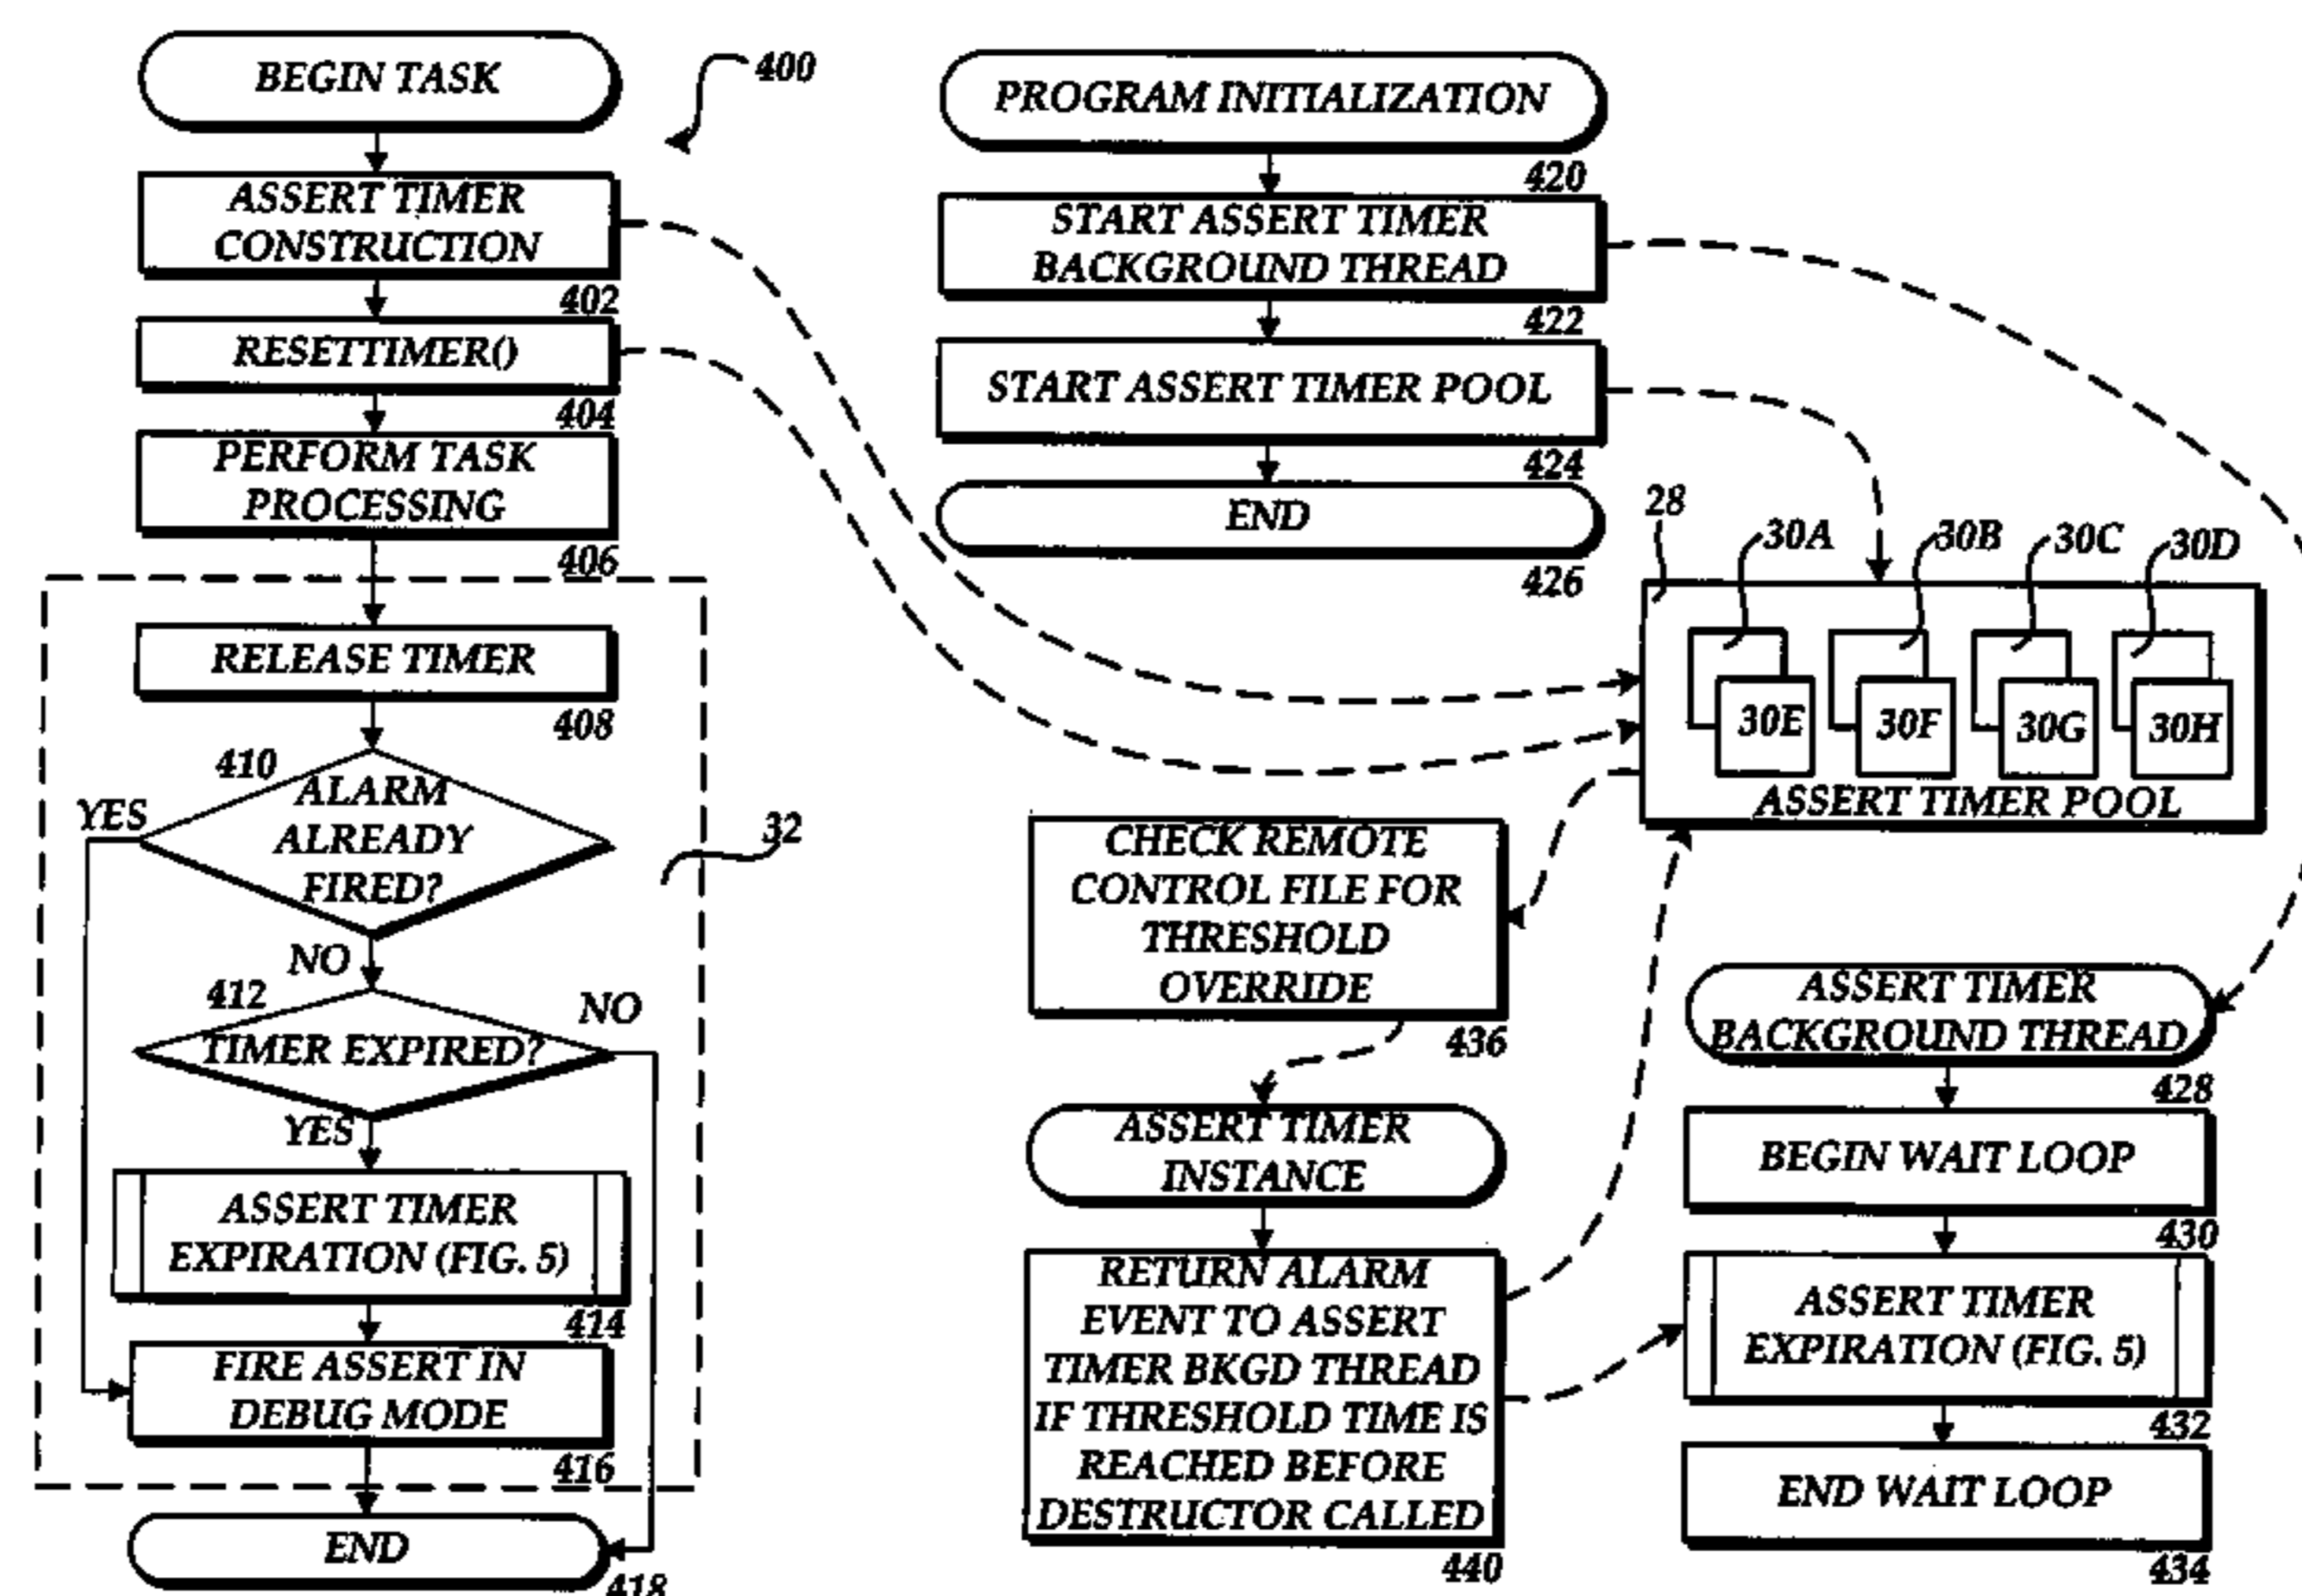 BEGIN TASK
400
ASSERT TIMER
CONSTRUCTION
402
RESETTIMER()
404
PERFORM TASK
PROCESSING
406
RELEASE TIMER
408
410
ALARM
ALREADY
FIRED?
YES
NO
32
412
TIMER EXPIRED?
NO
YES
ASSERT TIMER
EXPIRATION (FIG. 5)
414
FIRE ASSERT IN
DEBUG MODE
416
END
418
PROGRAM INITIALIZATION
420
START ASSERT TIMER
BACKGROUND THREAD
422
START ASSERT TIMER POOL
424
END
426
28
30A
30B
30C
30D
30E
30F
30G
30H
ASSERT TIMER POOL
CHECK REMOTE
CONTROL FILE FOR
THRESHOLD
OVERRIDE
436
ASSERT TIMER
INSTANCE
RETURN ALARM
EVENT TO ASSERT
TIMER BKGD THREAD
IF THRESHOLD TIME IS
REACHED BEFORE
DESTRUCTOR CALLED
440
ASSERT TIMER
BACKGROUND THREAD
428
BEGIN WAIT LOOP
430
ASSERT TIMER
EXPIRATION (FIG. 5)
432
END WAIT LOOP
434